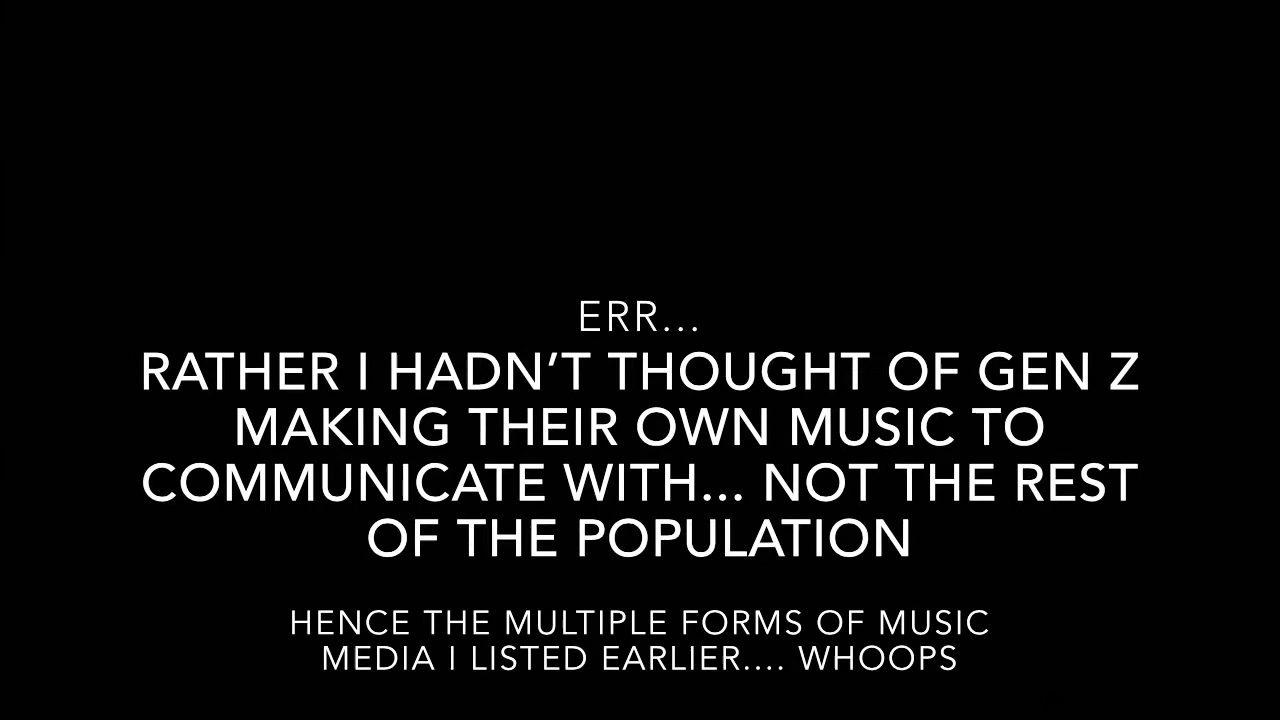 ERR...
RATHER I HADN’T THOUGHT OF GEN Z
MAKING THEIR OWN MUSIC TO
COMMUNICATE WITH... NOT THE REST
OF THE POPULATION
HENCE THE MULTIPLE FORMS OF MUSIC
MEDIA I LISTED EARLIER.... WHOOPS